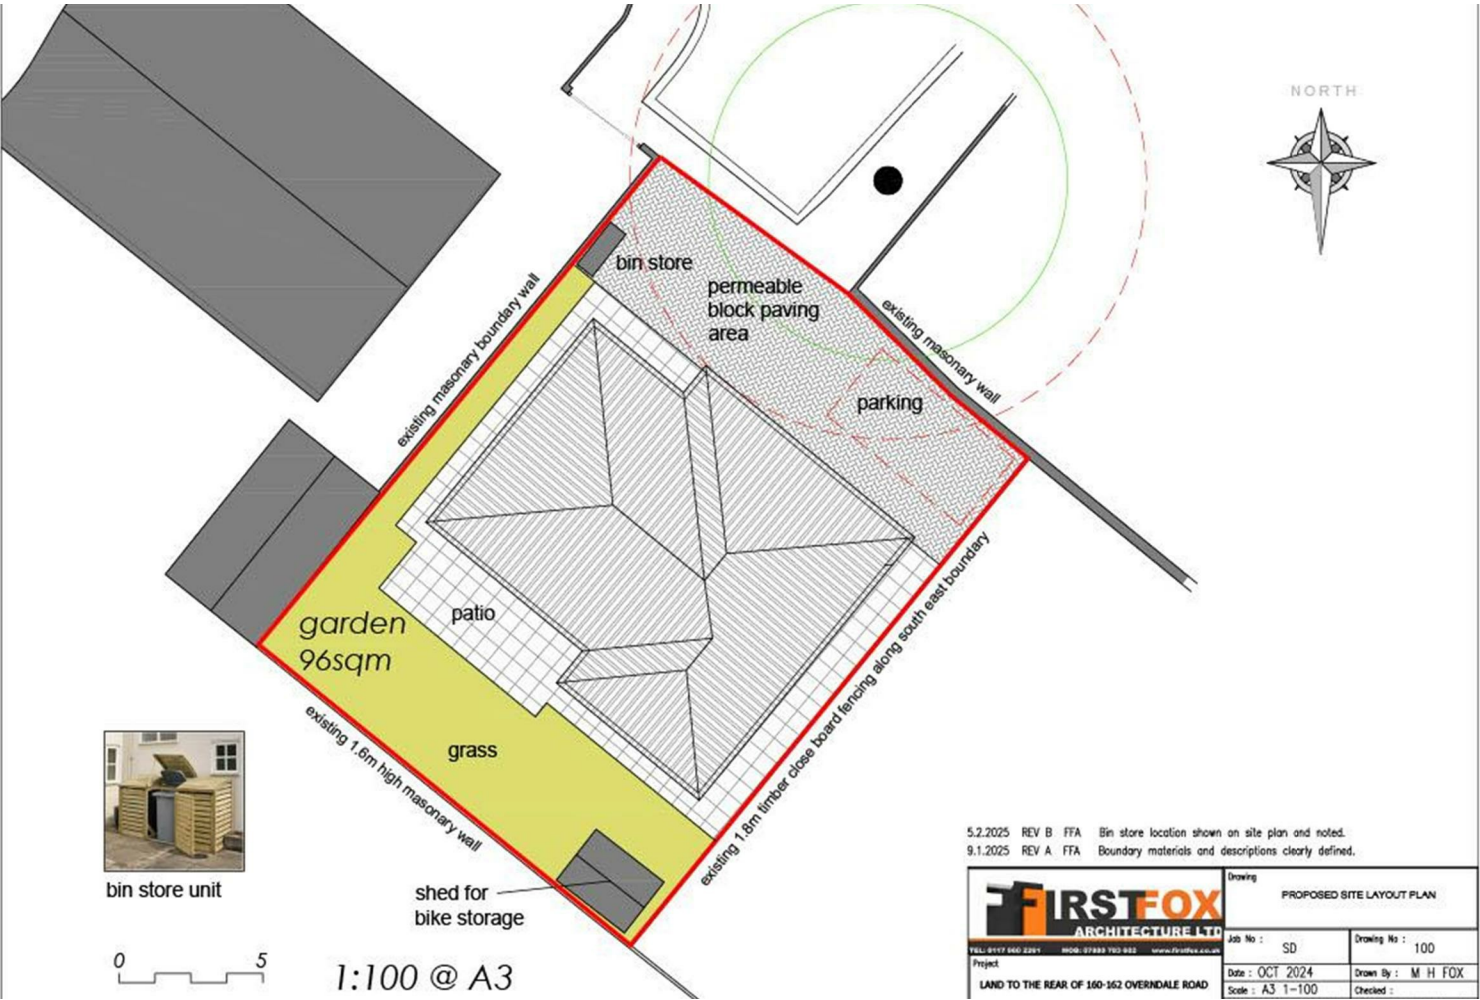 NORTH
bin store
permeable
block paving
area
existing masonary wall
parking
existing masonary boundary wall
patio
garden
96sqm
grass
existing 1.6m high masonary wall
existing 1.8m timber close board fencing along south east boundary
shed for
bike storage
bin store unit
0 5
1:100 @ A3
5.2.2025 REV B FFA Bin store location shown on site plan and noted.
9.1.2025 REV A FFA Boundary materials and descriptions clearly defined.
FIRSTFOX
ARCHITECTURE LTD
www.firstfox.co.uk
Drawing
PROPOSED SITE LAYOUT PLAN
Job No : SD
Drawing No : 100
Date : OCT 2024
Drawn By : M H FOX
Scale : A3 1-100
Checked :
Project
LAND TO THE REAR OF 160-162 OVERNDALE ROAD